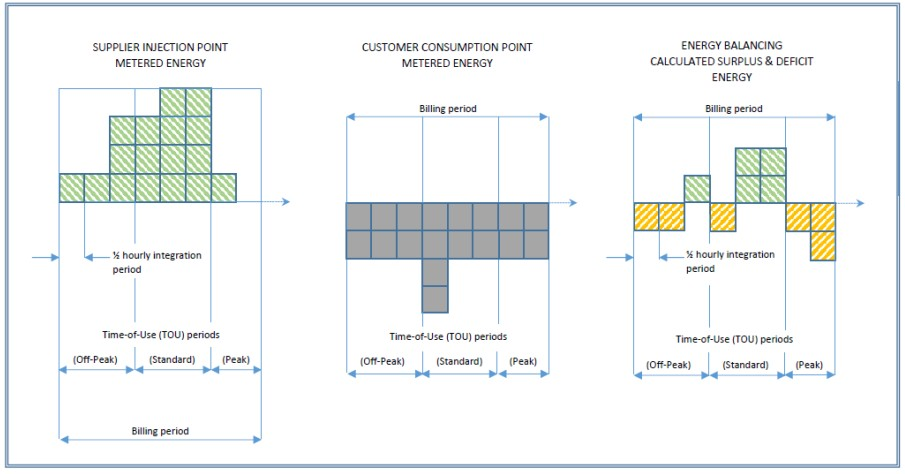 SUPPLIER INJECTION POINT
METERED ENERGY
½ hourly integration
period
Time-of-Use (TOU) periods
(Off-Peak)
(Standard)
(Peak)
Billing period
CUSTOMER CONSUMPTION POINT
METERED ENERGY
Billing period
Time-of-Use (TOU) periods
(Off-Peak)
(Standard)
(Peak)
ENERGY BALANCING
CALCULATED SURPLUS & DEFICIT
ENERGY
Billing period
½ hourly integration
period
Time-of-Use (TOU) periods
(Off-Peak)
(Standard)
(Peak)